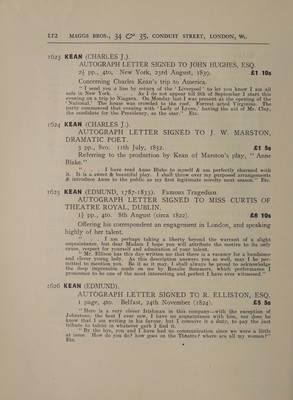 112 MAGGS BROS., 34 & 35, CONDUIT STREET, LONDON, W.
1623 KEAN (CHARLES J.).
AUTOGRAPH LETTER SIGNED TO JOHN HUGHES, ESQ.
2½ pp., 4to, New York, 23rd August, 1839. £1 10s
Concerning Charles Kean's trip to America.
"I send you a line by return of the 'Liverpool' to let you know I am all
safe in New York. . . . As I do not appear till 9th of September I start this
evening on a trip to Niagara. On Monday last I was present at the opening of the
'National.' The house was crowded to the roof. Forrest acted Virginus. The
party commenced that evening with 'Lady of Lyons,' having the aid of Mr. Clay,
the candidate for the Presidency, as the star." Etc.
1624 KEAN (CHARLES J.).
AUTOGRAPH LETTER SIGNED TO J. W. MARSTON,
DRAMATIC POET.
3 pp., 8vo. 11th July, 1852. £1 5s
Referring to the production by Kean of Marston's play, "Anne
Blake."
". . . I have read Anne Blake to myself & am perfectly charmed with
it. It is a sweet & beautiful play. I shall throw over my proposed arrangements
& introduce Anne to the public as my first legitimate novelty next season." Etc.
1625 KEAN (EDMUND, 1787-1833). Famous Tragedian.
AUTOGRAPH LETTER SIGNED TO MISS CURTIS OF
THEATRE ROYAL, DUBLIN.
1½ pp., 4to. 8th August (circa 1822). £8 10s
Offering his correspondent an engagement in London, and speaking
highly of her talent.
". . . I am perhaps taking a liberty beyond the warrant of a slight
acquaintance, but dear Madam I hope you will attribute the motive to its only
cause, respect for yourself and admiration of your talent.
"Mr. Elliston has this day written me that there is a vacancy for a handsome
and clever young lady. As this description answers you so well, may I be per-
mitted to mention you. Be it as it may, I shall always be proud to acknowledge
the deep impression made on me by Rosalie Somners, which performance I
pronounce to be one of the most interesting and perfect I have ever witnessed."
1626 KEAN (EDMUND).
AUTOGRAPH LETTER SIGNED TO R. ELLISTON, ESQ.
1 page, 4to. Belfast, 24th November (1824). £5 5s
"Here is a very clever Irishman in this company—with the exception of
Johnstone, the best I ever saw, I have no acquaintance with him, nor does he
know that I am writing in his favour, but I conceive it a duty, to pay the just
tribute to talent in whatever garb I find it.
"By the bye, you and I have had no communication since we were a little
at issue. How do you do? how goes on the Theatre? where are all my women?"
Etc.